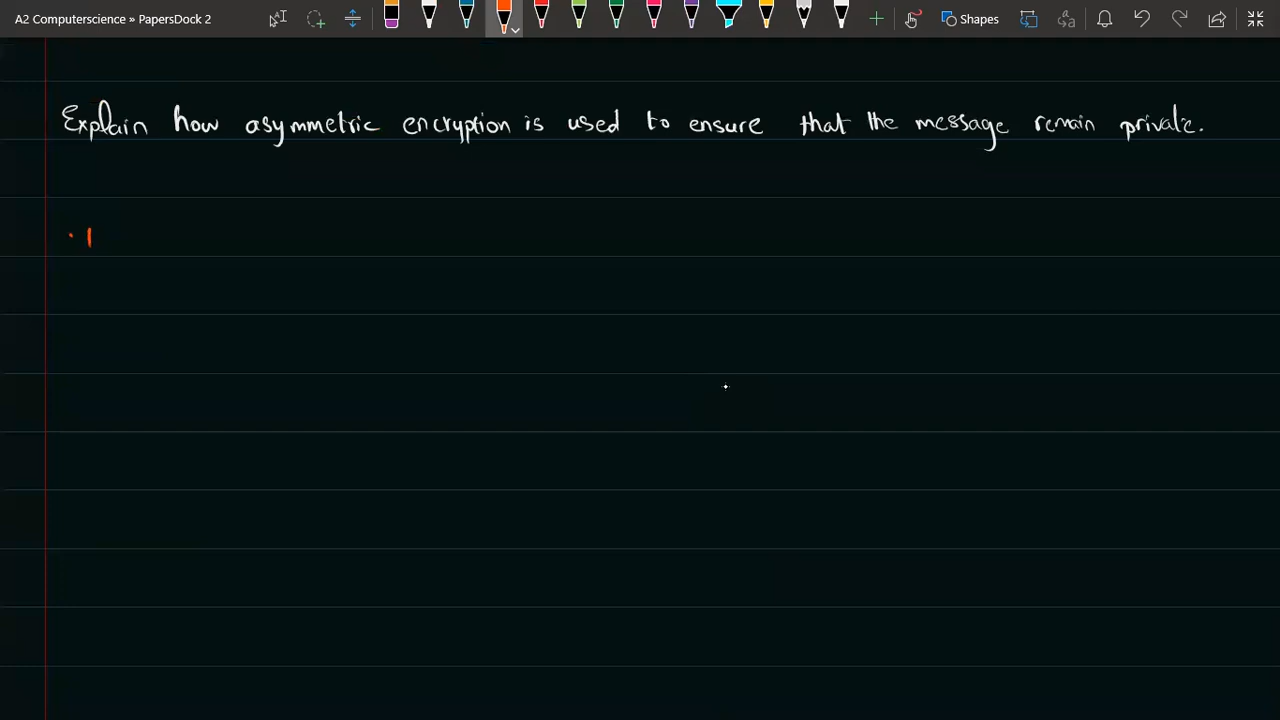 A2 Computerscience » PapersDock 2
Shapes
Explain how asymmetric encryption is used to ensure that the message remain private.